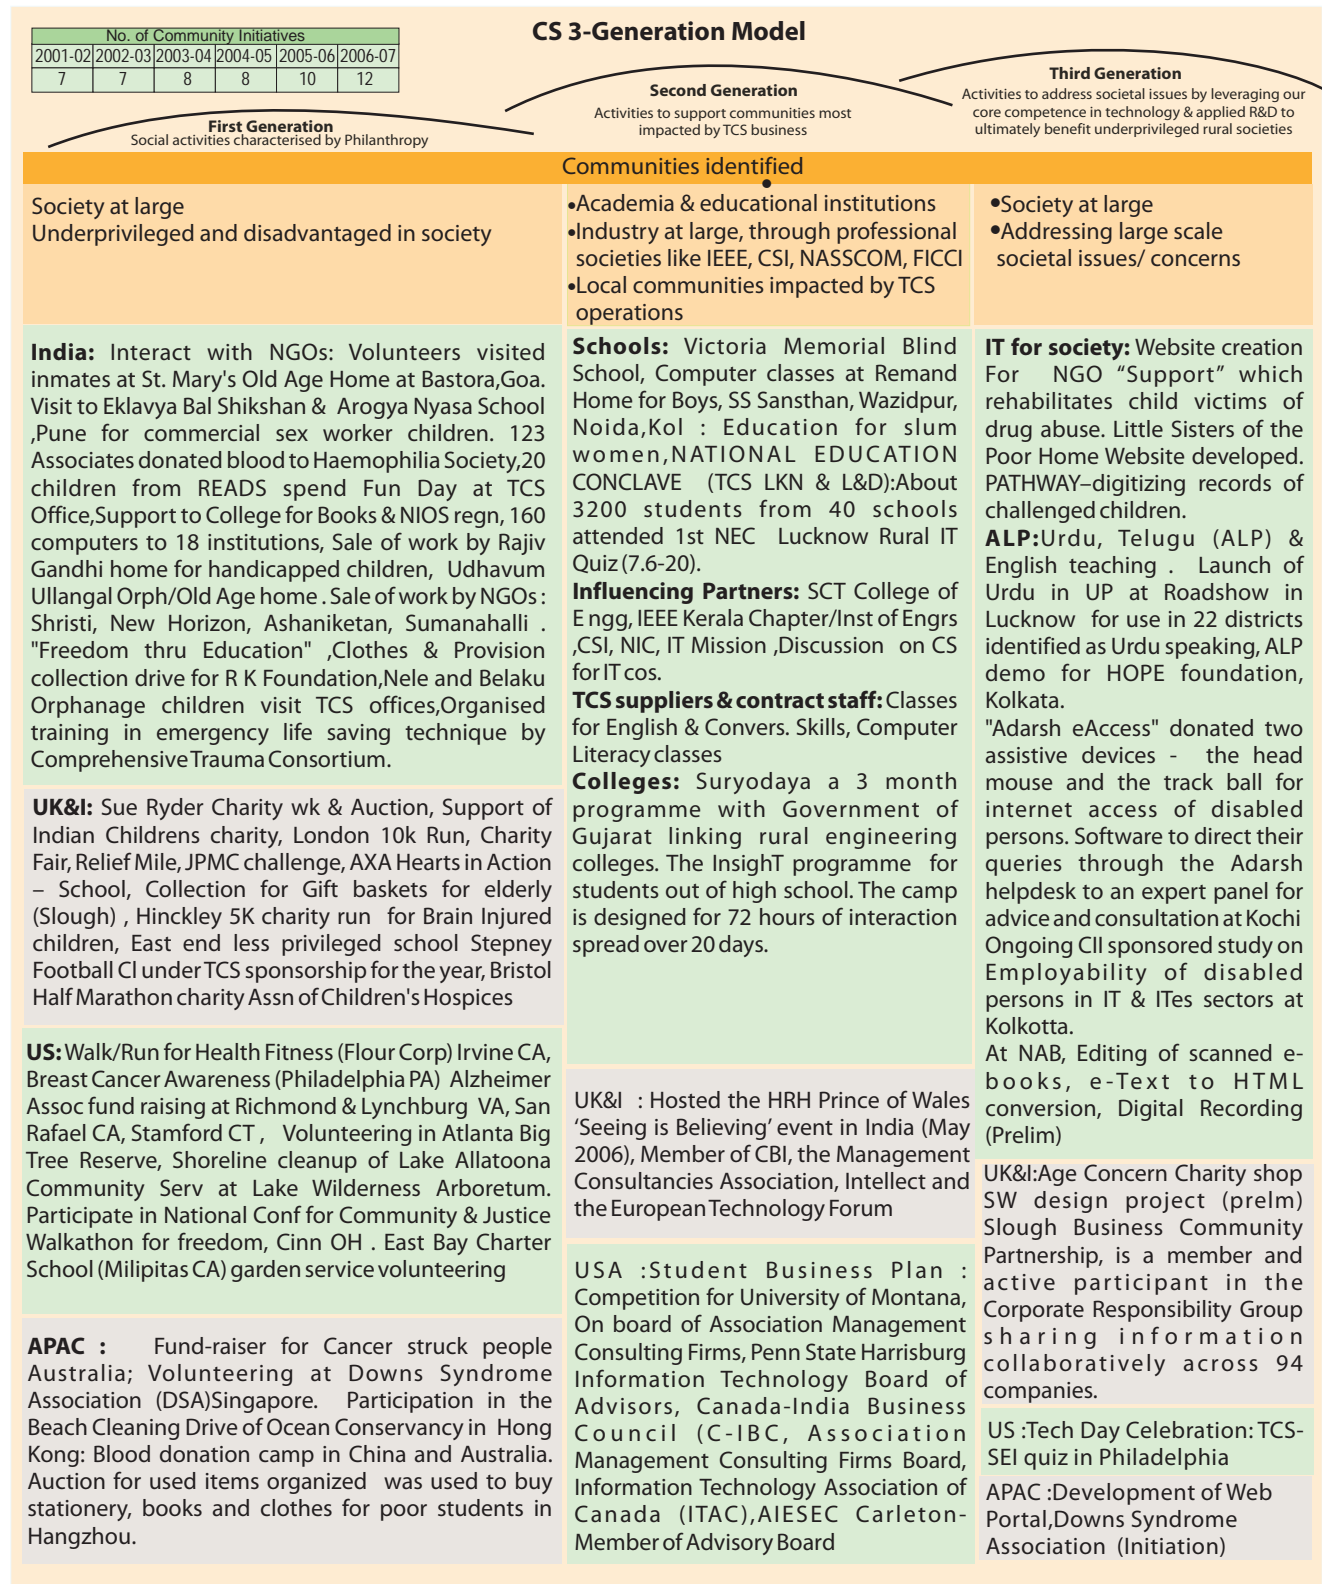 CS 3-Generation Model
No. of Community Initiatives
2001-02 2002-03 2003-04 2004-05 2005-06 2006-07
7 7 8 8 10 12
First Generation
Social activities characterised by Philanthropy
Second Generation
Activities to support communities most
impacted by TCS business
Third Generation
Activities to address societal issues by leveraging our
core competence in technology & applied R&D to
ultimately benefit underprivileged rural societies
Communities identified
Society at large
Underprivileged and disadvantaged in society
•Academia & educational institutions
•Industry at large, through professional
societies like IEEE, CSI, NASSCOM, FICCI
•Local communities impacted by TCS
operations
•Society at large
•Addressing large scale
societal issues/ concerns
India: Interact with NGOs: Volunteers visited
inmates at St. Mary's Old Age Home at Bastora,Goa.
Visit to Eklavya Bal Shikshan & Arogya Nyasa School
,Pune for commercial sex worker children. 123
Associates donated blood to Haemophilia Society,20
children from READS spend Fun Day at TCS
Office,Support to College for Books & NIOS regn, 160
computers to 18 institutions, Sale of work by Rajiv
Gandhi home for handicapped children, Udhavum
Ullangal Orph/Old Age home . Sale of work by NGOs :
Shristi, New Horizon, Ashaniketan, Sumanahalli .
"Freedom thru Education" ,Clothes & Provision
collection drive for R K Foundation,Nele and Belaku
Orphanage children visit TCS offices,Organised
training in emergency life saving technique by
Comprehensive Trauma Consortium.
UK&I: Sue Ryder Charity wk & Auction, Support of
Indian Childrens charity, London 10k Run, Charity
Fair, Relief Mile, JPMC challenge, AXA Hearts in Action
– School, Collection for Gift baskets for elderly
(Slough) , Hinckley 5K charity run for Brain Injured
children, East end less privileged school Stepney
Football Cl under TCS sponsorship for the year, Bristol
Half Marathon charity Assn of Children's Hospices
US: Walk/Run for Health Fitness (Flour Corp) Irvine CA,
Breast Cancer Awareness (Philadelphia PA) Alzheimer
Assoc fund raising at Richmond & Lynchburg VA, San
Rafael CA, Stamford CT , Volunteering in Atlanta Big
Tree Reserve, Shoreline cleanup of Lake Allatoona
Community Serv at Lake Wilderness Arboretum.
Participate in National Conf for Community & Justice
Walkathon for freedom, Cinn OH . East Bay Charter
School (Milipitas CA) garden service volunteering
APAC : Fund-raiser for Cancer struck people
Australia; Volunteering at Downs Syndrome
Association (DSA)Singapore. Participation in the
Beach Cleaning Drive of Ocean Conservancy in Hong
Kong: Blood donation camp in China and Australia.
Auction for used items organized was used to buy
stationery, books and clothes for poor students in
Hangzhou.
Schools: Victoria Memorial Blind
School, Computer classes at Remand
Home for Boys, SS Sansthan, Wazidpur,
Noida,Kol : Education for slum
women,NATIONAL EDUCATION
CONCLAVE (TCS LKN & L&D):About
3200 students from 40 schools
attended 1st NEC Lucknow Rural IT
Quiz (7.6-20).
Influencing Partners: SCT College of
E ngg, IEEE Kerala Chapter/Inst of Engrs
,CSI, NIC, IT Mission ,Discussion on CS
for IT cos.
TCS suppliers & contract staff: Classes
for English & Convers. Skills, Computer
Literacy classes
Colleges: Suryodaya a 3 month
programme with Government of
Gujarat linking rural engineering
colleges. The InsighT programme for
students out of high school. The camp
is designed for 72 hours of interaction
spread over 20 days.
UK&I : Hosted the HRH Prince of Wales
‘Seeing is Believing’ event in India (May
2006), Member of CBI, the Management
Consultancies Association, Intellect and
the European Technology Forum
USA :Student Business Plan :
Competition for University of Montana,
On board of Association Management
Consulting Firms, Penn State Harrisburg
Information Technology Board of
Advisors, Canada-India Business
Council (C-IBC, Association
Management Consulting Firms Board,
Information Technology Association of
Canada (ITAC),AIESEC Carleton-
Member of Advisory Board
IT for society: Website creation
For NGO “Support” which
rehabilitates child victims of
drug abuse. Little Sisters of the
Poor Home Website developed.
PATHWAY–digitizing records of
challenged children.
ALP:Urdu, Telugu (ALP) &
English teaching . Launch of
Urdu in UP at Roadshow in
Lucknow for use in 22 districts
identified as Urdu speaking, ALP
demo for HOPE foundation,
Kolkata.
"Adarsh eAccess" donated two
assistive devices - the head
mouse and the track ball for
internet access of disabled
persons. Software to direct their
queries through the Adarsh
helpdesk to an expert panel for
advice and consultation at Kochi
Ongoing CII sponsored study on
Employability of disabled
persons in IT & ITes sectors at
Kolkotta.
At NAB, Editing of scanned e-
books, e-Text to HTML
conversion, Digital Recording
(Prelim)
UK&I:Age Concern Charity shop
SW design project (prelm)
Slough Business Community
Partnership, is a member and
active participant in the
Corporate Responsibility Group
sharing information
collaboratively across 94
companies.
US :Tech Day Celebration: TCS-
SEI quiz in Philadelphia
APAC :Development of Web
Portal,Downs Syndrome
Association (Initiation)